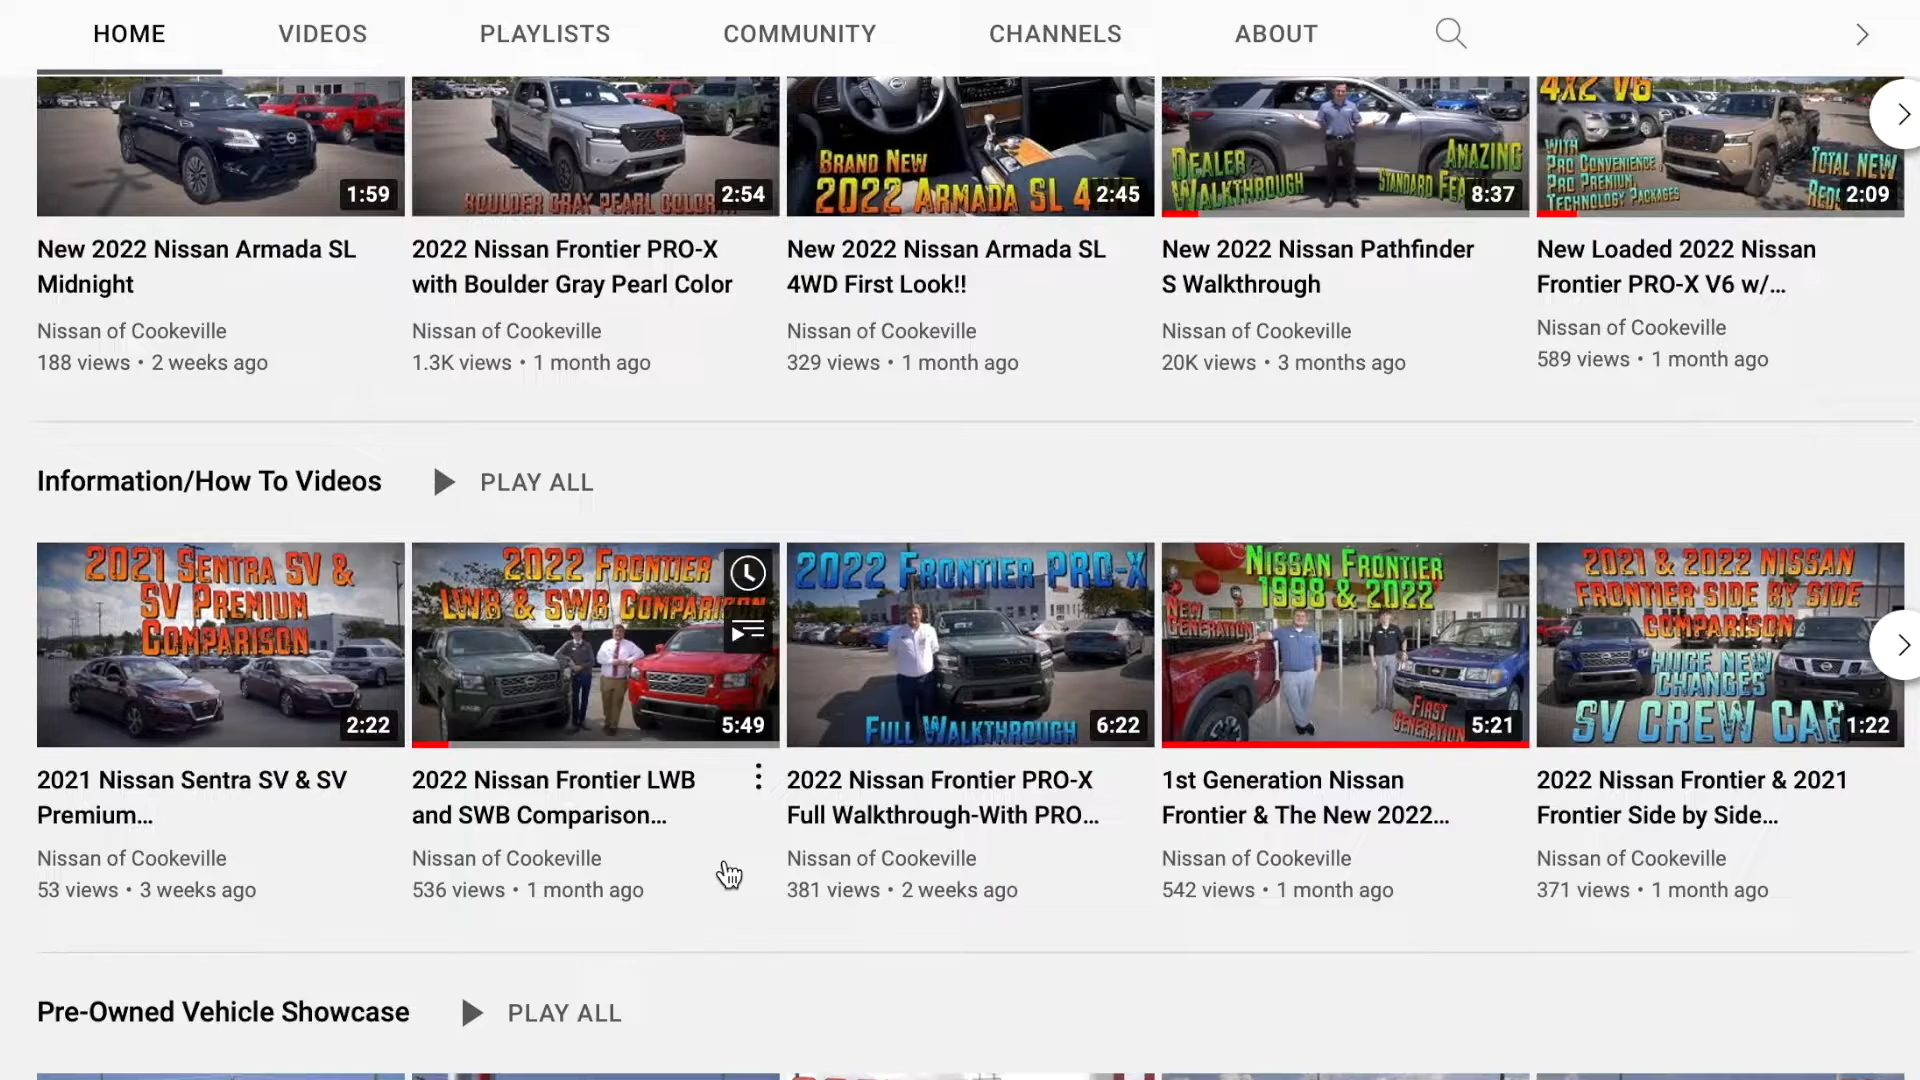 HOME
VIDEOS
PLAYLISTS
COMMUNITY
CHANNELS
ABOUT
1:59
BOULDER GRAY PEARL COLOR
2:54
BRAND NEW
2022 ARMADA SL 4WD
2:45
DEALER
WALKTHROUGH
AMAZING
STANDARD FEA
8:37
4X2 V6
WITH
PRO CONVENIENCE
PRO PREMIUM
TECHNOLOGY PACKAGES
TOTAL NEW
2:09
New 2022 Nissan Armada SL
Midnight
Nissan of Cookeville
188 views • 2 weeks ago
2022 Nissan Frontier PRO-X
with Boulder Gray Pearl Color
Nissan of Cookeville
1.3K views • 1 month ago
New 2022 Nissan Armada SL
4WD First Look!!
Nissan of Cookeville
329 views • 1 month ago
New 2022 Nissan Pathfinder
S Walkthrough
Nissan of Cookeville
20K views • 3 months ago
New Loaded 2022 Nissan
Frontier PRO-X V6 w/...
Nissan of Cookeville
589 views • 1 month ago
Information/How To Videos
PLAY ALL
2021 SENTRA SV &
SV PREMIUM
COMPARISON
2:22
2022 FRONTIER
LWB & SWB COMPARISON
5:49
2022 FRONTIER PRO-X
FULL WALKTHROUGH
6:22
NISSAN FRONTIER
1998 & 2022
NEW
GENERATION
FIRST
GENERATION
5:21
2021 & 2022 NISSAN
FRONTIER SIDE BY SIDE
COMPARISON
HUGE NEW
CHANGES
SV CREW CAB
1:22
2021 Nissan Sentra SV & SV
Premium...
Nissan of Cookeville
53 views • 3 weeks ago
2022 Nissan Frontier LWB
and SWB Comparison...
Nissan of Cookeville
536 views • 1 month ago
2022 Nissan Frontier PRO-X
Full Walkthrough-With PRO...
Nissan of Cookeville
381 views • 2 weeks ago
1st Generation Nissan
Frontier & The New 2022...
Nissan of Cookeville
542 views • 1 month ago
2022 Nissan Frontier & 2021
Frontier Side by Side...
Nissan of Cookeville
371 views • 1 month ago
Pre-Owned Vehicle Showcase
PLAY ALL